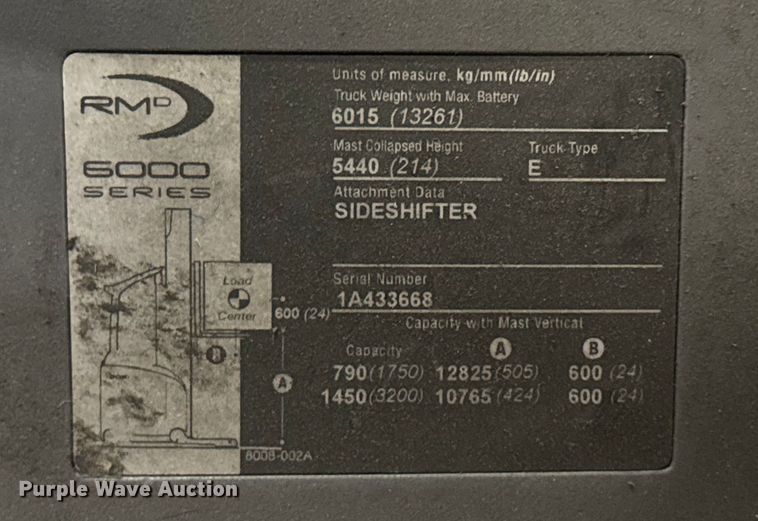 RMD
6000
SERIES
Load
Center
600 (24)
B
A
8008-002A
Units of measure, kg/mm(lb/in)
Truck Weight with Max. Battery
6015 (13261)
Mast Collapsed Height Truck Type
5440 (214) E
Attachment Data
SIDESHIFTER
Serial Number
1A433668
Capacity with Mast Vertical
Capacity A B
790(1750) 12825(505) 600 (24)
1450(3200) 10765(424) 600 (24)
Purple Wave Auction